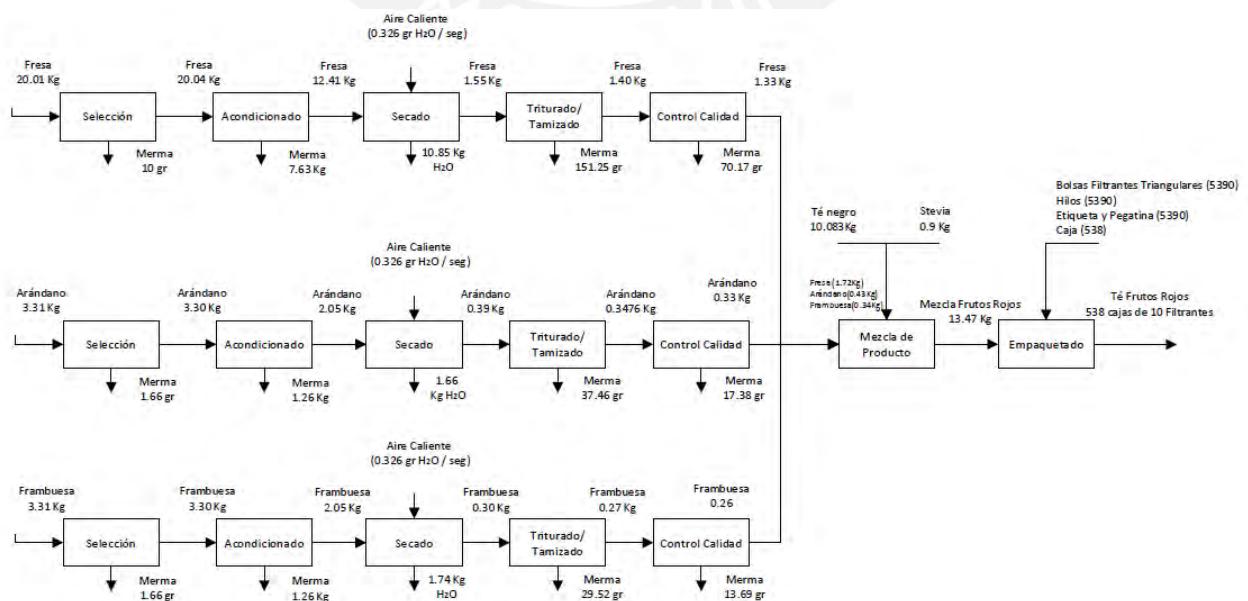 Aire Caliente
(0.326 gr H2O / seg)
Fresa
20.01 Kg
Fresa
20.04 Kg
Fresa
12.41 Kg
Fresa
1.55 Kg
Fresa
1.40 Kg
Fresa
1.33 Kg
Selección
Acondicionado
Secado
Triturado/
Tamizado
Control Calidad
Merma
10 gr
Merma
7.63 Kg
10.85 Kg
H2O
Merma
151.25 gr
Merma
70.17 gr
Bolsas Filtrantes Triangulares (5390)
Hilos (5390)
Etiqueta y Pegatina (5390)
Caja (538)
Té negro
10.083 Kg
Stevia
0.9 Kg
Aire Caliente
(0.326 gr H2O / seg)
Arándano
3.31 Kg
Arándano
3.30 Kg
Arándano
2.05 Kg
Arándano
0.39 Kg
Arándano
0.3476 Kg
Arándano
0.33 Kg
Fresa (1.72Kg)
Arándano(0.43Kg)
Frambuesa(0.34Kg)
Mezcla Frutos Rojos
13.47 Kg
Té Frutos Rojos
538 cajas de 10 Filtrantes
Selección
Acondicionado
Secado
Triturado/
Tamizado
Control Calidad
Mezcla de
Producto
Empaquetado
Merma
1.66 gr
Merma
1.26 Kg
1.66
Kg H2O
Merma
37.46 gr
Merma
17.38 gr
Aire Caliente
(0.326 gr H2O / seg)
Frambuesa
3.31 Kg
Frambuesa
3.30 Kg
Frambuesa
2.05 Kg
Frambuesa
0.30 Kg
Frambuesa
0.27 Kg
Frambuesa
0.26
Selección
Acondicionado
Secado
Triturado/
Tamizado
Control Calidad
Merma
1.66 gr
Merma
1.26 Kg
1.74 Kg
H2O
Merma
29.52 gr
Merma
13.69 gr